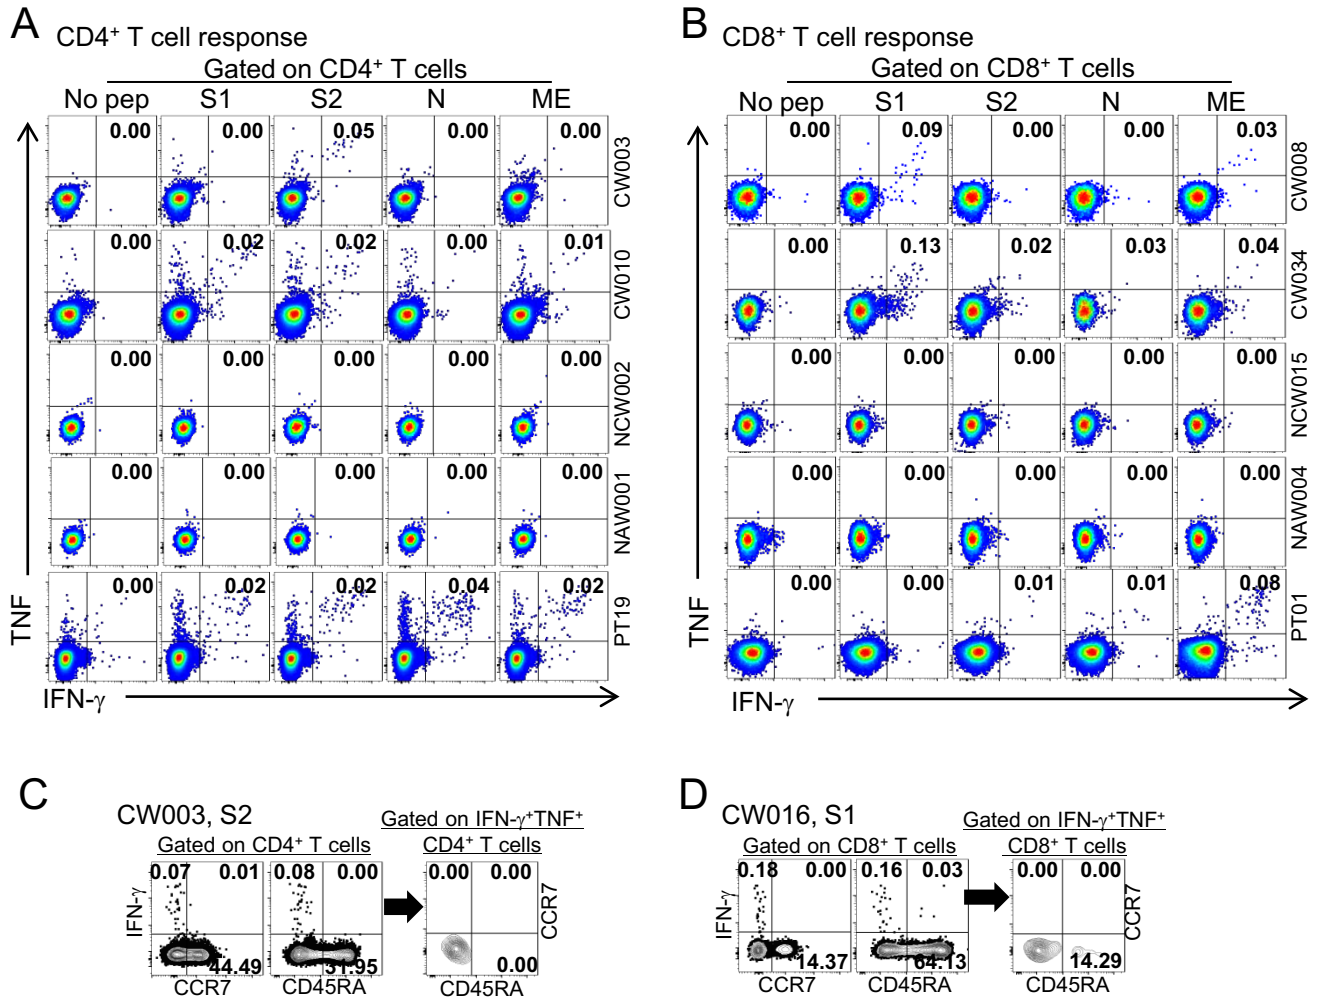 A CD4+ T cell response
Gated on CD4+ T cells
No pep S1 S2 N ME
0.00 0.00 0.05 0.00 0.00 CW003
0.00 0.02 0.02 0.00 0.01 CW010
0.00 0.00 0.00 0.00 0.00 NCW002
0.00 0.00 0.00 0.00 0.00 NAW001
0.00 0.02 0.02 0.04 0.02 PT19
TNF
IFN-γ
B CD8+ T cell response
Gated on CD8+ T cells
No pep S1 S2 N ME
0.00 0.09 0.00 0.00 0.03 CW008
0.00 0.13 0.02 0.03 0.04 CW034
0.00 0.00 0.00 0.00 0.00 NCW015
0.00 0.00 0.00 0.00 0.00 NAW004
0.00 0.00 0.01 0.01 0.08 PT01
TNF
IFN-γ
C
CW003, S2
Gated on CD4+ T cells
Gated on IFN-γ+TNF+
CD4+ T cells
IFN-γ
0.07 0.01 0.08 0.00 0.00 0.00
CCR7
44.49 31.95 0.00
CCR7 CD45RA CD45RA
D
CW016, S1
Gated on CD8+ T cells
Gated on IFN-γ+TNF+
CD8+ T cells
IFN-γ
0.18 0.00 0.16 0.03 0.00 0.00
CCR7
14.37 64.13 14.29
CCR7 CD45RA CD45RA